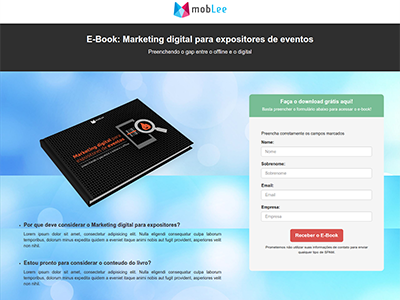 mobLee
E-Book: Marketing digital para expositores de eventos
Preenchendo o gap entre o offline e o digital
Marketing digital para
expositores de eventos
Faça o download grátis aqui!
Basta preencher o formulário abaixo para acessar o e-book!
Preencha corretamente os campos marcados
Nome:
Nome
Sobrenome:
Sobrenome
Email:
Email
Empresa:
Empresa
Receber o E-Book
Prometemos não utilizar suas informações de contato para enviar
qualquer tipo de SPAM.
Por que deve considerar o Marketing digital para expositores?
Lorem ipsum dolor sit amet, consectetur adipisicing elit. Nulla eligendi consequatur culpa laborum
temporibus, dolorum minus expedita quidem a eveniet itaque animi nobis aut fugit provident, asperiores
nihil.
Estou pronto para considerar o conteudo do livro?
Lorem ipsum dolor sit amet, consectetur adipisicing elit. Nulla eligendi consequatur culpa laborum
temporibus, dolorum minus expedita quidem a eveniet itaque animi nobis aut fugit provident, asperiores
nihil.